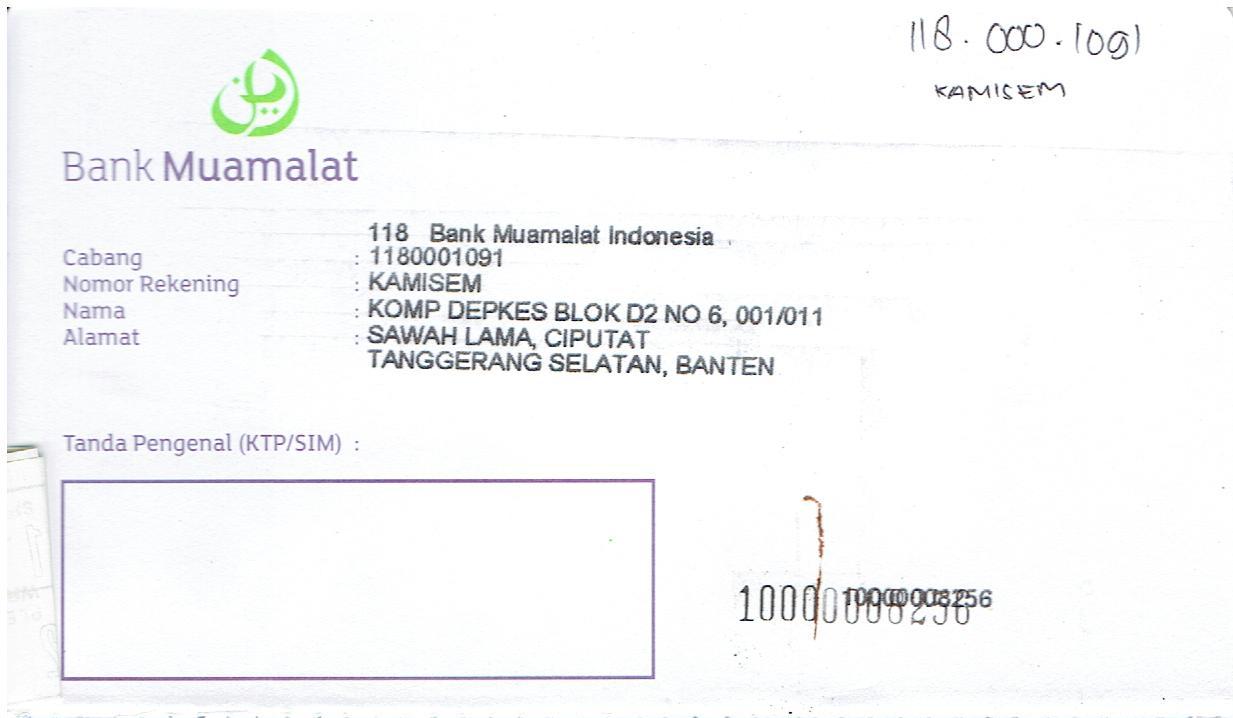 118. 000. 1091
KAMISEM
Bank Muamalat
118 Bank Muamalat Indonesia
Cabang : 1180001091
Nomor Rekening : KAMISEM
Nama : KOMP DEPKES BLOK D2 NO 6, 001/011
Alamat : SAWAH LAMA, CIPUTAT
TANGGERANG SELATAN, BANTEN
Tanda Pengenal (KTP/SIM) :
10000008256